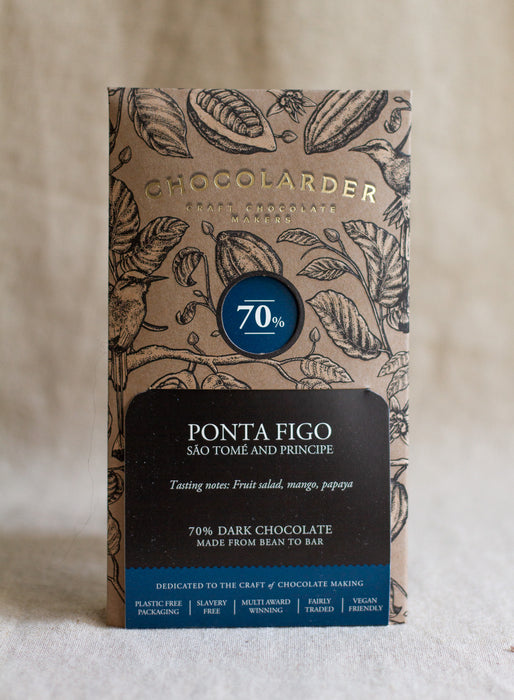 CHOCOLARDER
CRAFT CHOCOLATE
MAKERS
70%
PONTA FIGO
SÃO TOMÉ AND PRINCIPE
Tasting notes: Fruit salad, mango, papaya
70% DARK CHOCOLATE
MADE FROM BEAN TO BAR
DEDICATED TO THE CRAFT of CHOCOLATE MAKING
PLASTIC FREE
PACKAGING
SLAVERY
FREE
MULTI AWARD
WINNING
FAIRLY
TRADED
VEGAN
FRIENDLY